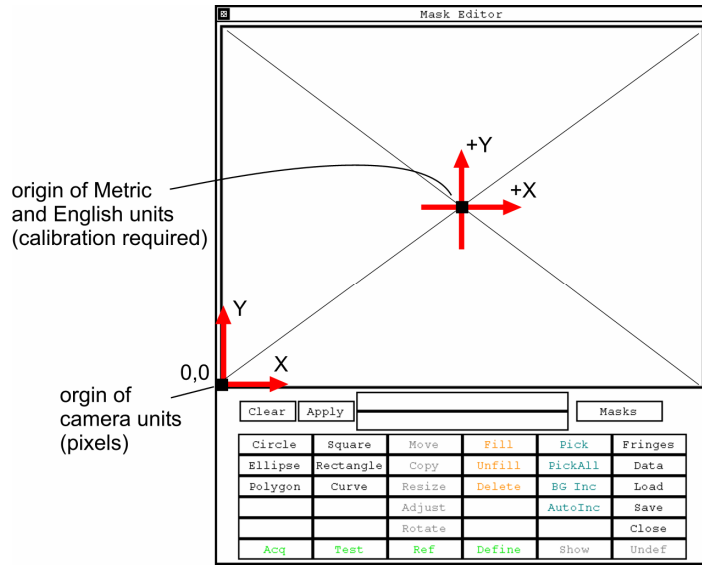 Mask Editor
+Y
+X
origin of Metric
and English units
(calibration required)
Y
X
0,0
orgin of
camera units
(pixels)
Clear Apply Masks
Circle Square Move Fill Pick Fringes
Ellipse Rectangle Copy Unfill PickAll Data
Polygon Curve Resize Delete BG Inc Load
Adjust AutoInc Save
Rotate Close
Acq Test Ref Define Show Undef